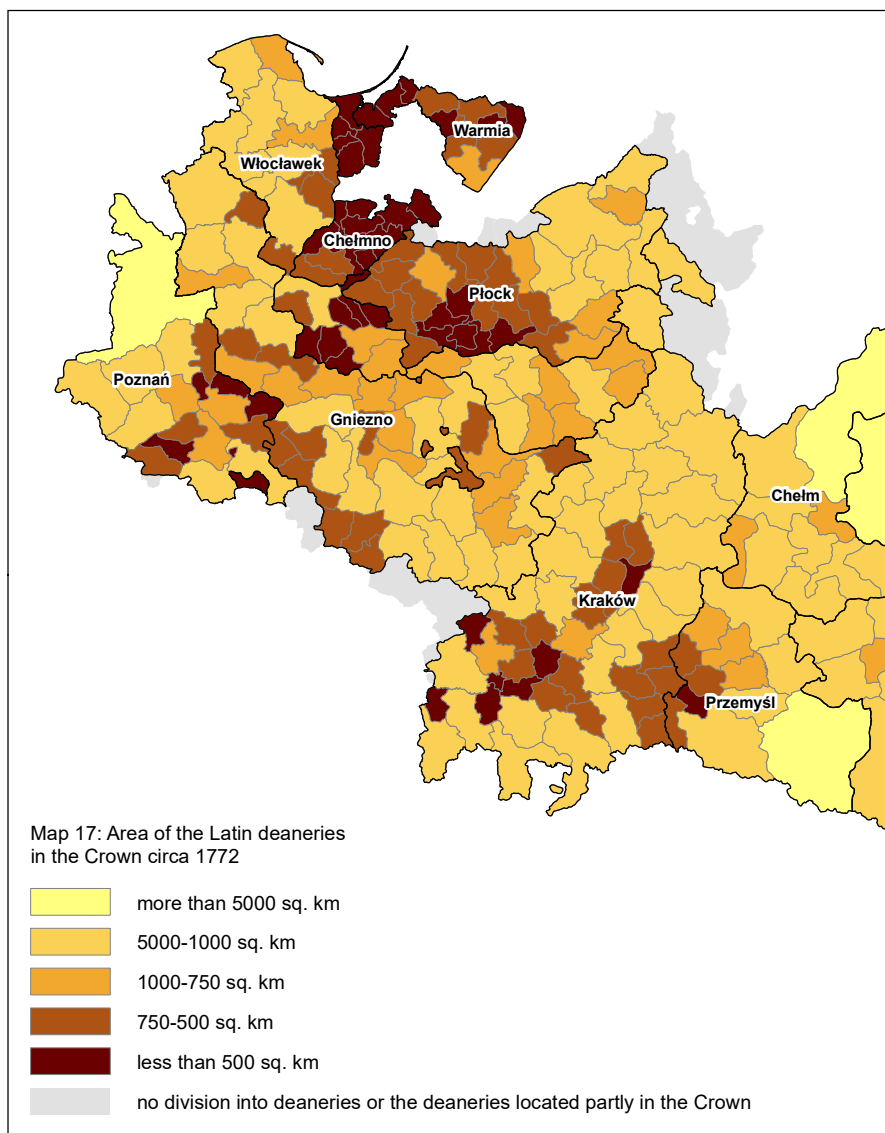 Warmia
Włocławek
Chełmno
Płock
Poznań
Gniezno
Chełm
Kraków
Przemyśl
Map 17: Area of the Latin deaneries
in the Crown circa 1772
more than 5000 sq. km
5000-1000 sq. km
1000-750 sq. km
750-500 sq. km
less than 500 sq. km
no division into deaneries or the deaneries located partly in the Crown